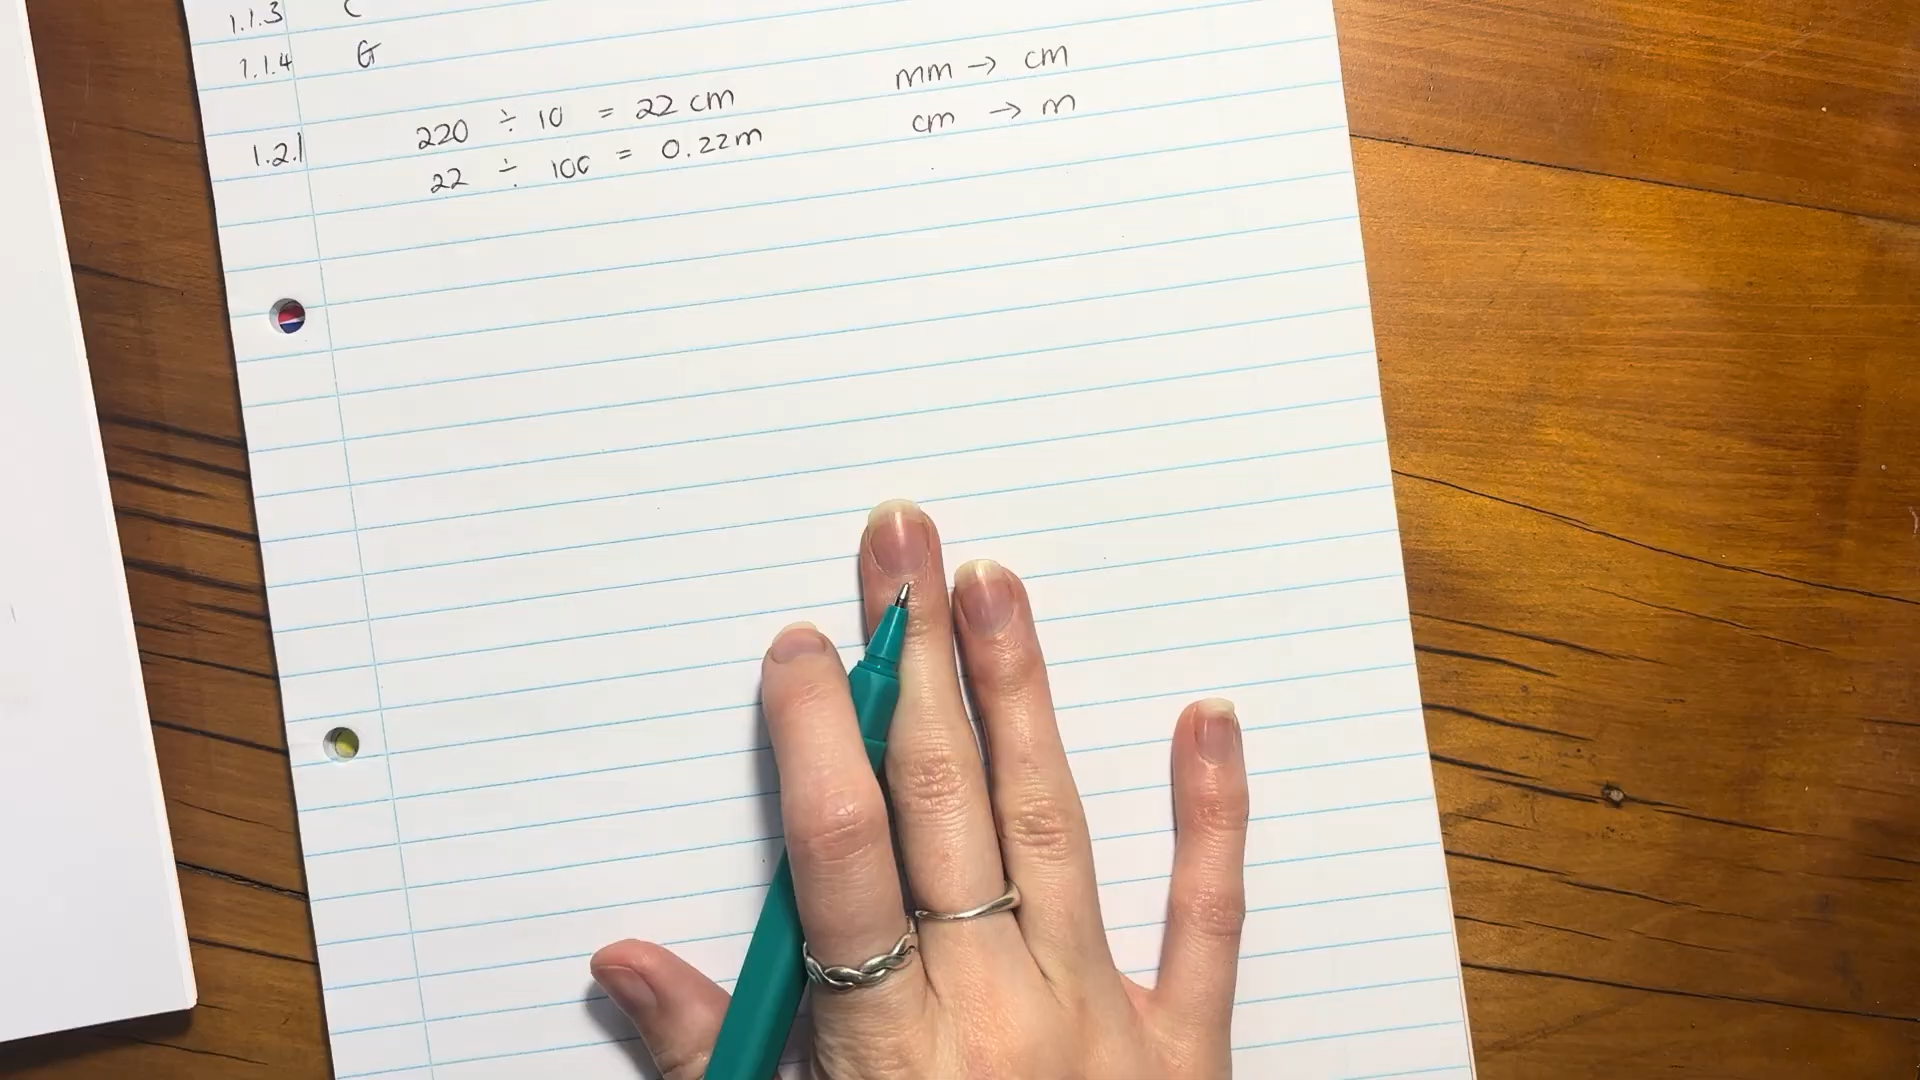 1.1.3 C
1.1.4 G
220 ÷ 10 = 22 cm mm → cm
1.2.1 22 ÷ 100 = 0.22m cm → m